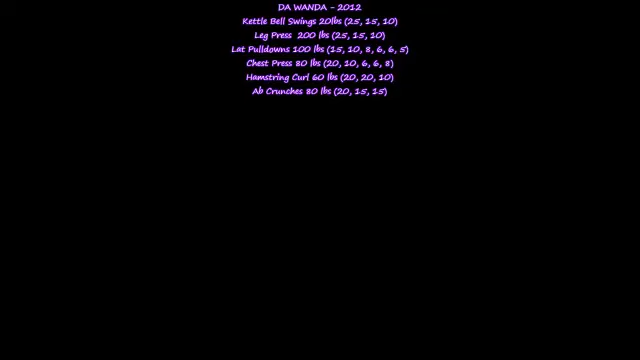 DA WANDA - 2012
Kettle Bell Swings 20lbs (25, 15, 10)
Leg Press  200 lbs (25, 15, 10)
Lat Pulldowns 100 lbs (15, 10, 8, 6, 6, 5)
Chest Press 80 lbs (20, 10, 6, 6, 8)
Hamstring Curl 60 lbs (20, 20, 10)
Ab Crunches 80 lbs (20, 15, 15)